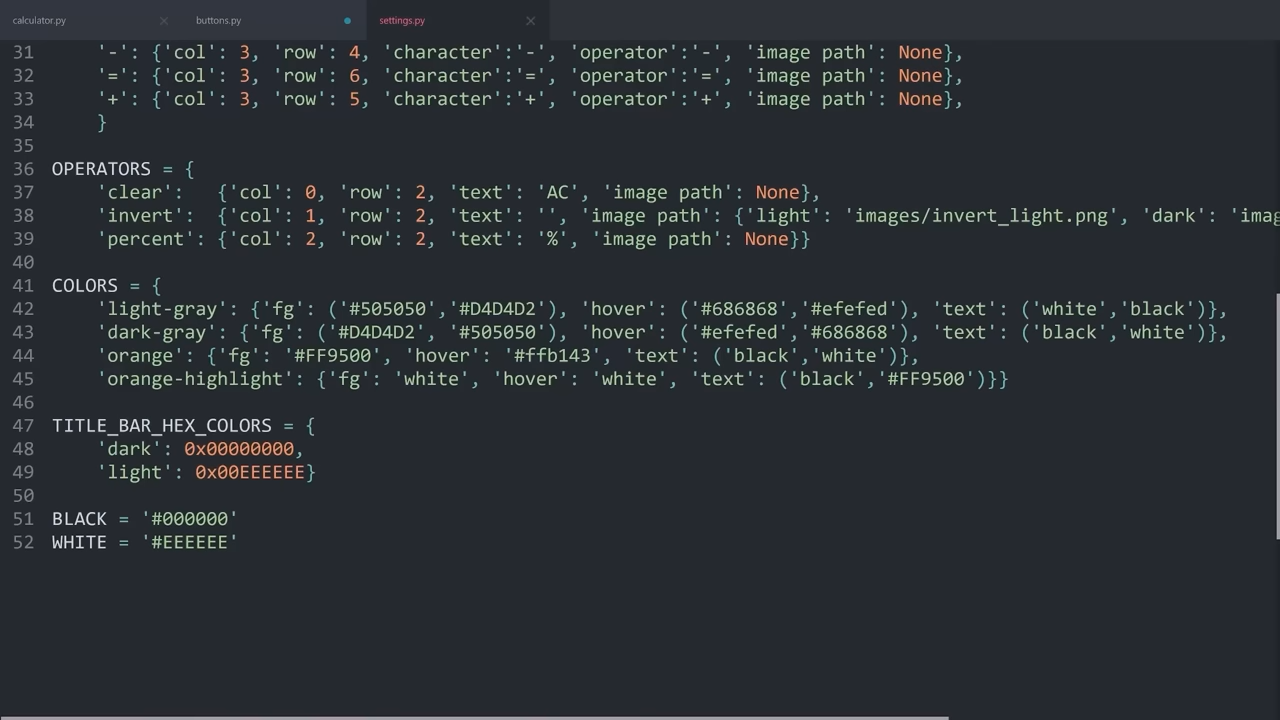 calculator.py buttons.py settings.py
31 '-': {'col': 3, 'row': 4, 'character':'-', 'operator':'-', 'image path': None},
32 '=': {'col': 3, 'row': 6, 'character':'=', 'operator':'=', 'image path': None},
33 '+': {'col': 3, 'row': 5, 'character':'+', 'operator':'+', 'image path': None},
34 }
35
36 OPERATORS = {
37 'clear': {'col': 0, 'row': 2, 'text': 'AC', 'image path': None},
38 'invert': {'col': 1, 'row': 2, 'text': '', 'image path': {'light': 'images/invert_light.png', 'dark': 'imag
39 'percent': {'col': 2, 'row': 2, 'text': '%', 'image path': None}}
40
41 COLORS = {
42 'light-gray': {'fg': ('#505050','#D4D4D2'), 'hover': ('#686868','#efefed'), 'text': ('white','black')},
43 'dark-gray': {'fg': ('#D4D4D2', '#505050'), 'hover': ('#efefed','#686868'), 'text': ('black','white')},
44 'orange': {'fg': '#FF9500', 'hover': '#ffb143', 'text': ('black','white')},
45 'orange-highlight': {'fg': 'white', 'hover': 'white', 'text': ('black','#FF9500')}}
46
47 TITLE_BAR_HEX_COLORS = {
48 'dark': 0x00000000,
49 'light': 0x00EEEEEE}
50
51 BLACK = '#000000'
52 WHITE = '#EEEEEE'